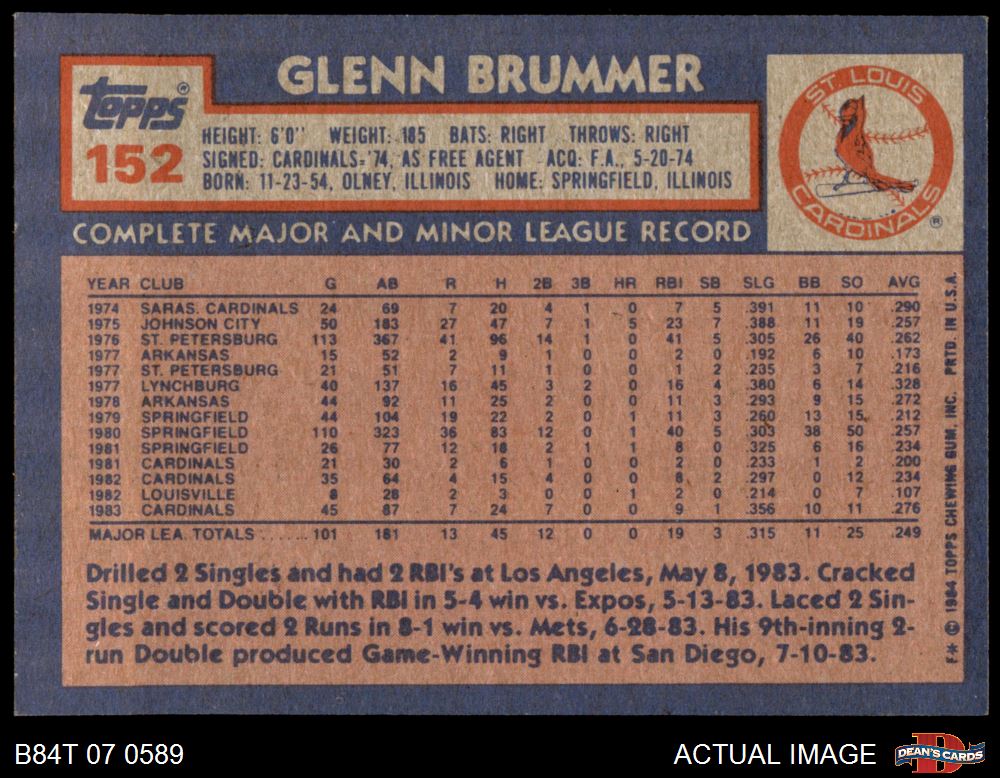 GLENN BRUMMER
topps®
152
HEIGHT: 6'0" WEIGHT: 185 BATS: RIGHT THROWS: RIGHT
SIGNED: CARDINALS-'74, AS FREE AGENT ACQ: F.A., 5-20-74
BORN: 11-23-54, OLNEY, ILLINOIS HOME: SPRINGFIELD, ILLINOIS
ST. LOUIS
CARDINALS
®
COMPLETE MAJOR AND MINOR LEAGUE RECORD
YEAR CLUB G AB R H 2B 3B HR RBI SB SLG BB SO AVG
1974 SARAS. CARDINALS 24 69 7 20 4 1 0 7 5 .391 11 10 .290
1975 JOHNSON CITY 50 183 27 47 7 1 5 23 7 .388 11 19 .257
1976 ST. PETERSBURG 113 367 41 96 14 1 0 41 5 .305 26 40 .262
1977 ARKANSAS 15 52 2 9 1 0 0 2 0 .192 6 10 .173
1977 ST. PETERSBURG 21 51 7 11 1 0 0 1 2 .235 3 7 .216
1977 LYNCHBURG 40 137 16 45 3 2 0 16 4 .380 6 14 .328
1978 ARKANSAS 44 92 11 25 2 0 0 11 3 .293 9 15 .272
1979 SPRINGFIELD 44 104 19 22 2 0 1 11 3 .260 13 15 .212
1980 SPRINGFIELD 110 323 36 83 12 0 1 40 5 .303 38 50 .257
1981 SPRINGFIELD 26 77 12 18 2 1 1 8 0 .325 6 16 .234
1981 CARDINALS 21 30 2 6 1 0 0 2 0 .233 1 2 .200
1982 CARDINALS 35 64 4 15 4 0 0 8 2 .297 0 12 .234
1982 LOUISVILLE 8 28 2 3 0 0 1 2 0 .214 0 7 .107
1983 CARDINALS 45 87 7 24 7 0 0 9 1 .356 10 11 .276
MAJOR LEA. TOTALS ...... 101 181 13 45 12 0 0 19 3 .315 11 25 .249
Drilled 2 Singles and had 2 RBI's at Los Angeles, May 8, 1983. Cracked
Single and Double with RBI in 5-4 win vs. Expos, 5-13-83. Laced 2 Sin-
gles and scored 2 Runs in 8-1 win vs. Mets, 6-28-83. His 9th-inning 2-
run Double produced Game-Winning RBI at San Diego, 7-10-83.
F* © 1984 TOPPS CHEWING GUM, INC. PRTD. IN U.S.A.
B84T 07 0589
ACTUAL IMAGE
DEAN'S CARDS